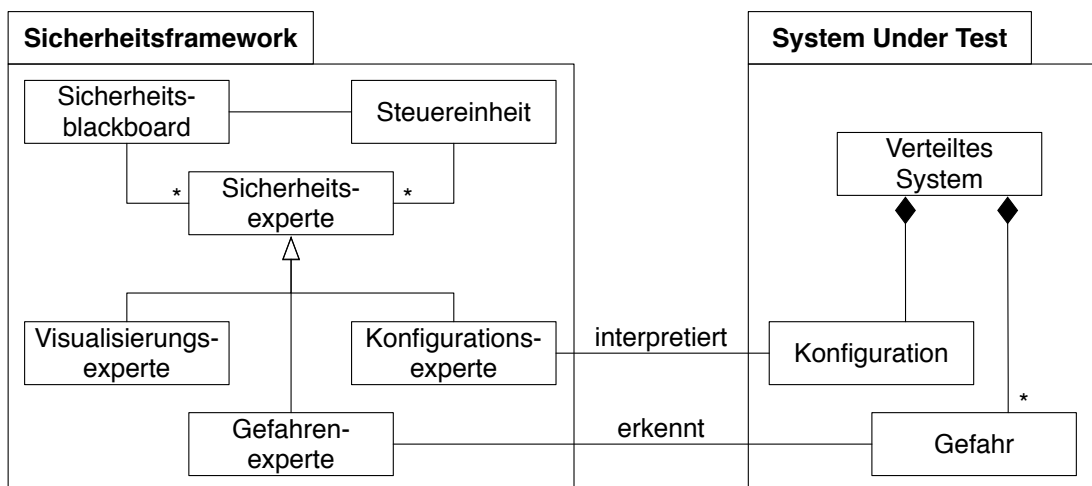 Sicherheitsframework
Sicherheits-
blackboard
Steuereinheit
*
Sicherheits-
experte
*
Visualisierungs-
experte
Konfigurations-
experte
Gefahren-
experte
interpretiert
erkennt
System Under Test
Verteiltes
System
Konfiguration
*
Gefahr